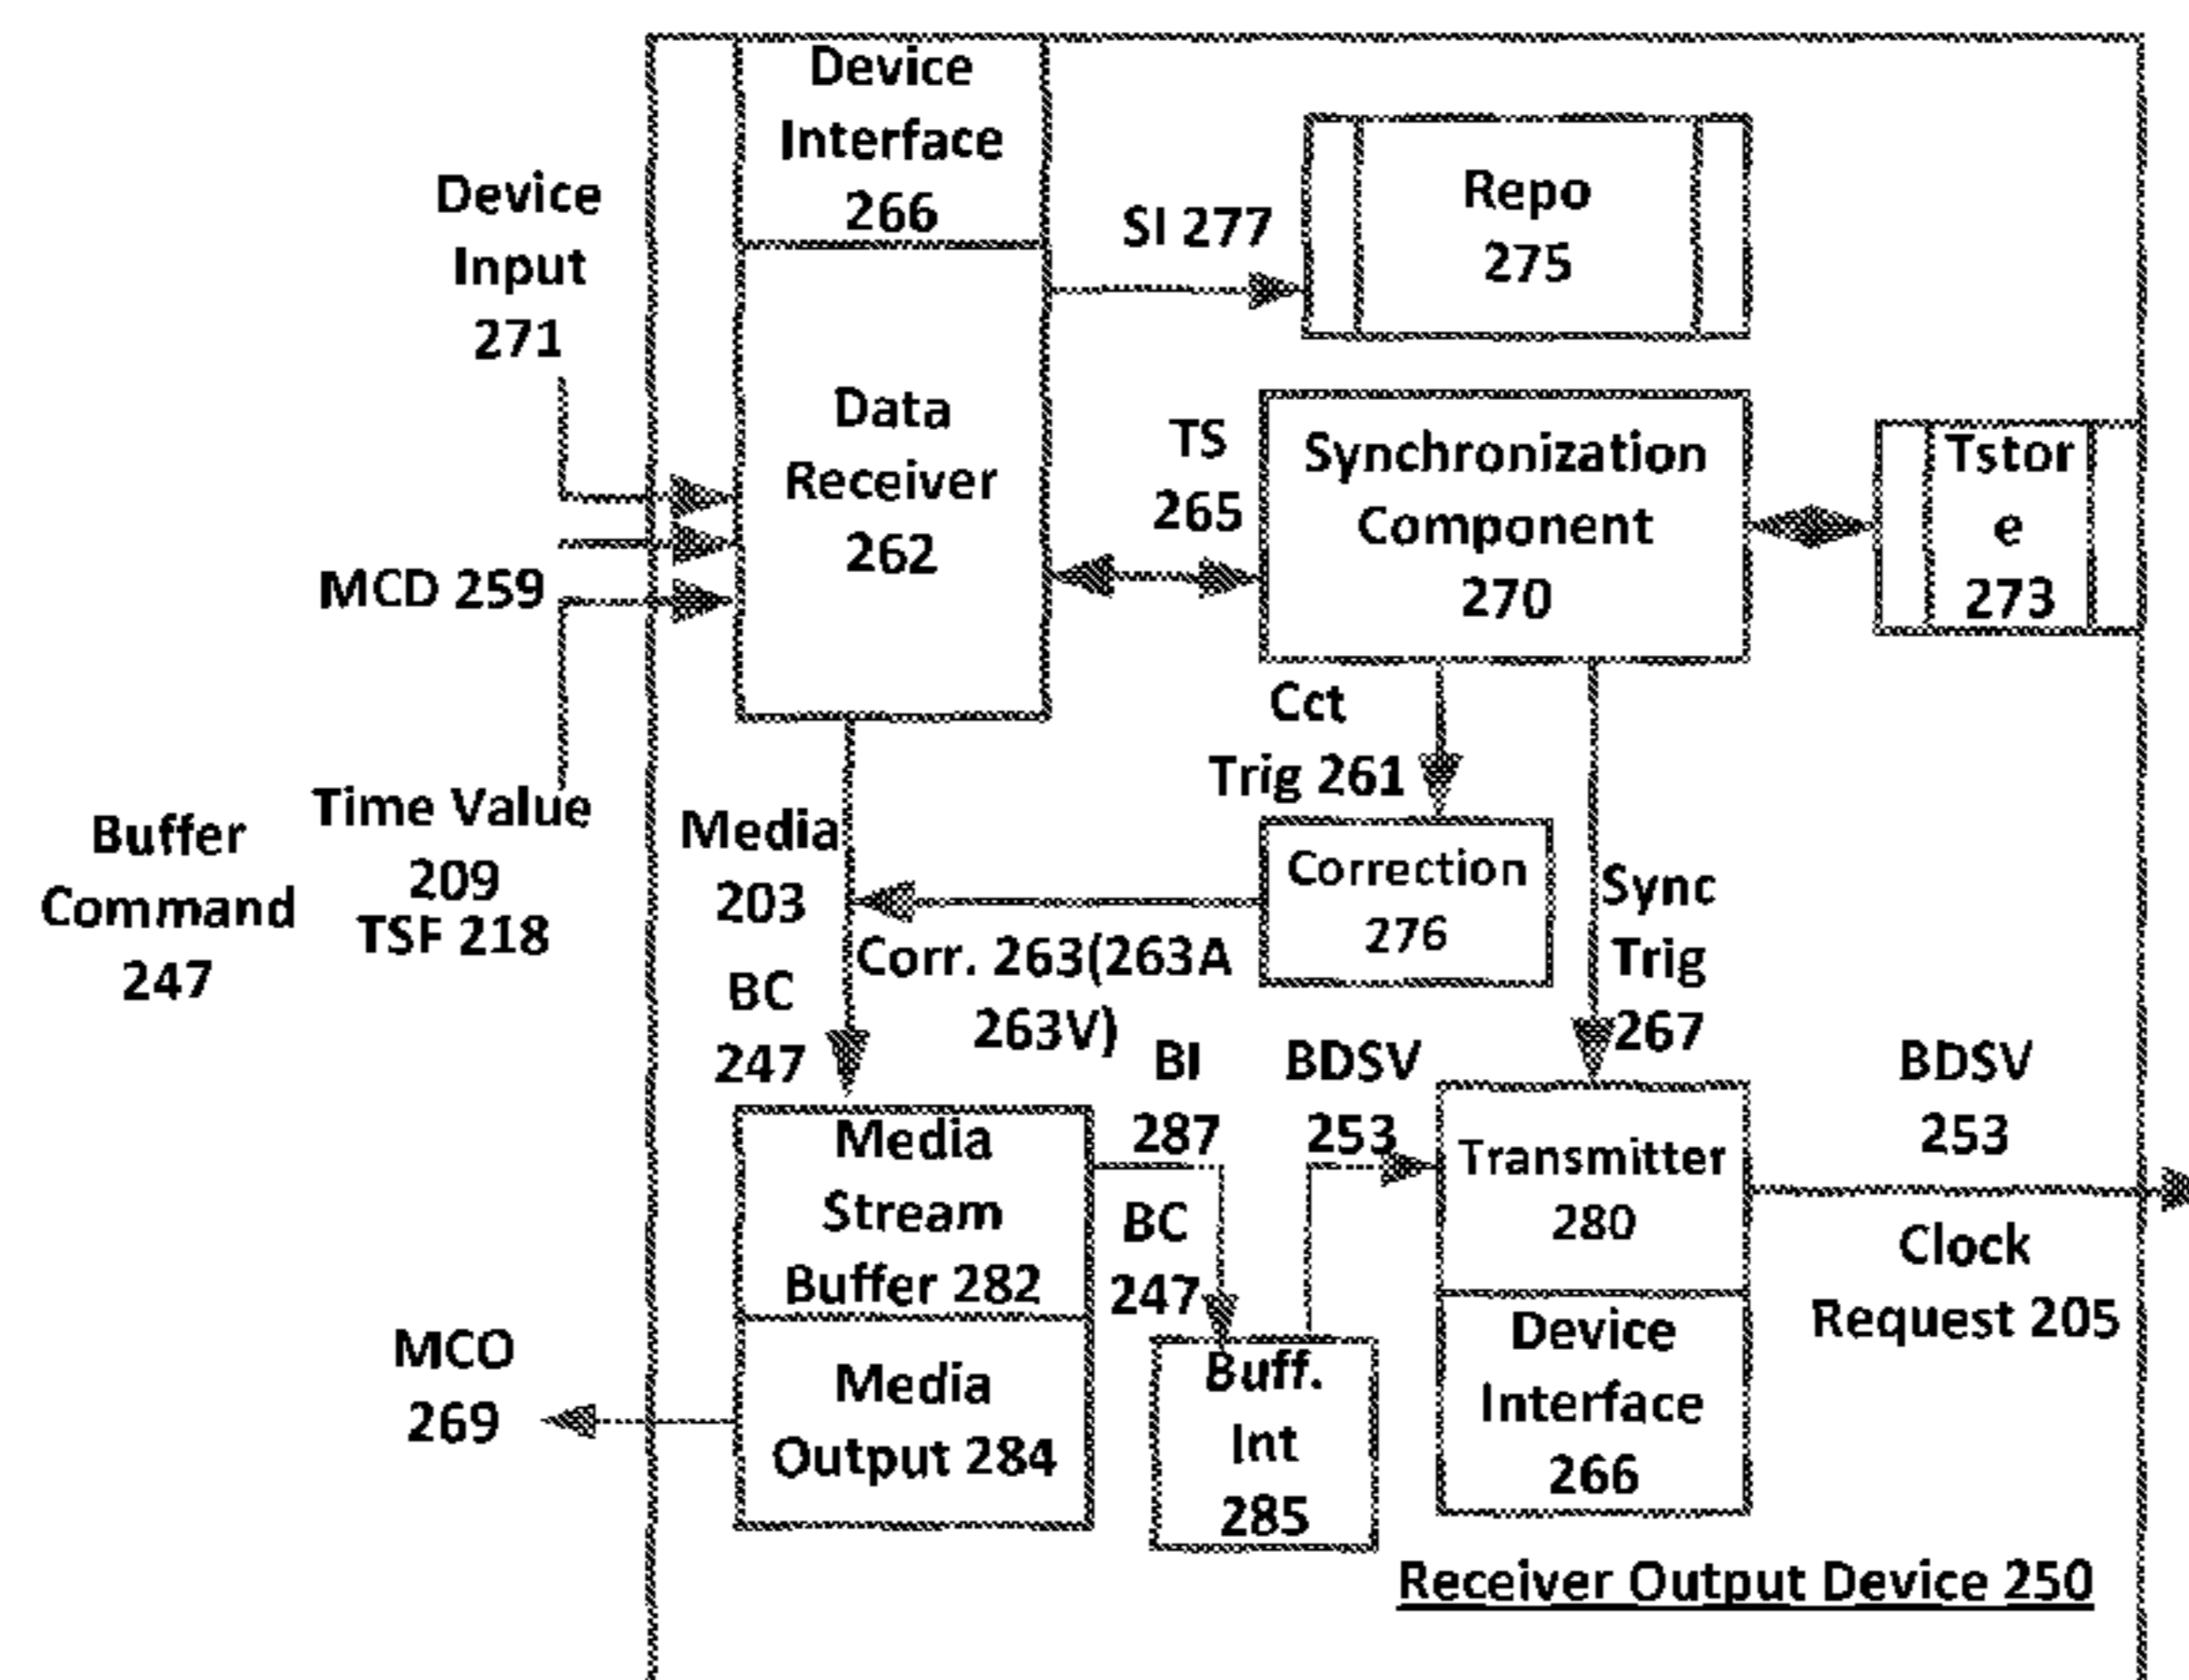 Device
Interface
266
Device
Input
271
SI 277
Repo
275
Data
Receiver
262
TS
265
Synchronization
Component
270
Tstor
e
273
MCD 259
Cct
Trig 261
Buffer
Command
247
Time Value
209
TSF 218
Media
203
BC
247
Correction
276
Corr. 263(263A
263V)
Sync
Trig
267
BI
287
BC
247
BDSV
253
BDSV
253
Media
Stream
Buffer 282
Transmitter
280
Clock
Request 205
MCO
269
Media
Output 284
Buff.
Int
285
Device
Interface
266
Receiver Output Device 250